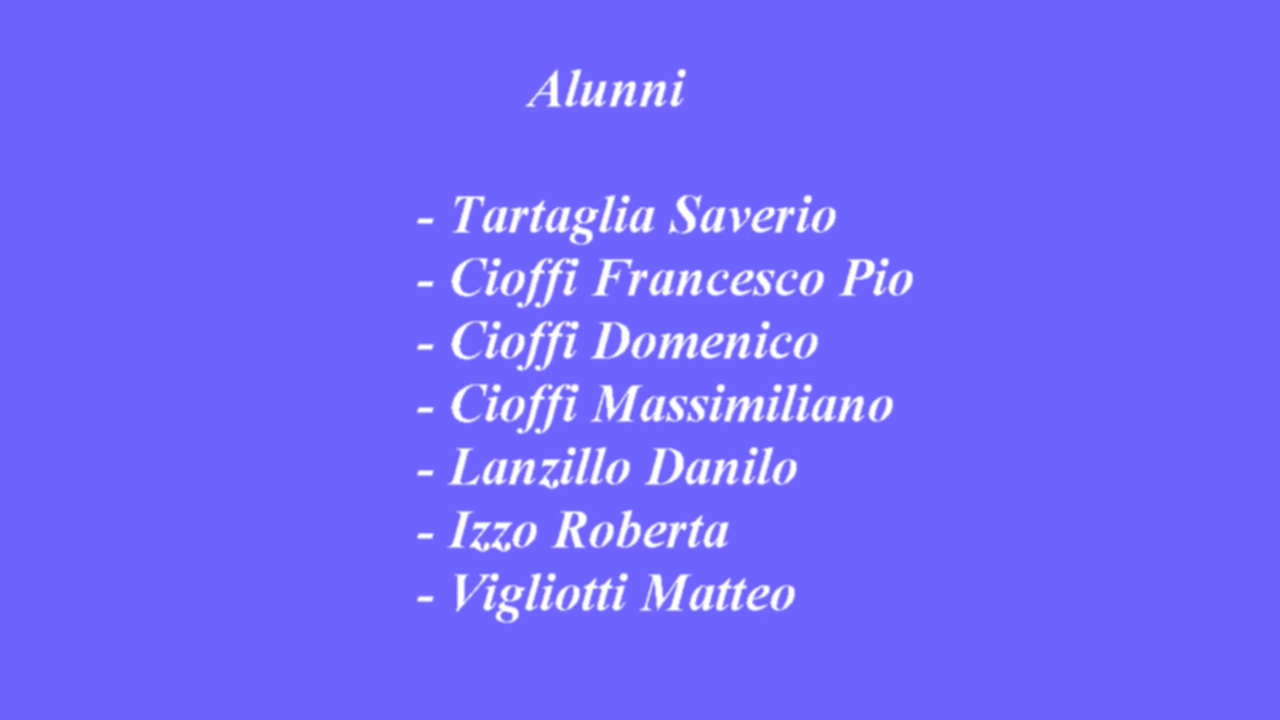 Alunni
- Tartaglia Saverio
- Cioffi Francesco Pio
- Cioffi Domenico
- Cioffi Massimiliano
- Lanzillo Danilo
- Izzo Roberta
- Vigliotti Matteo